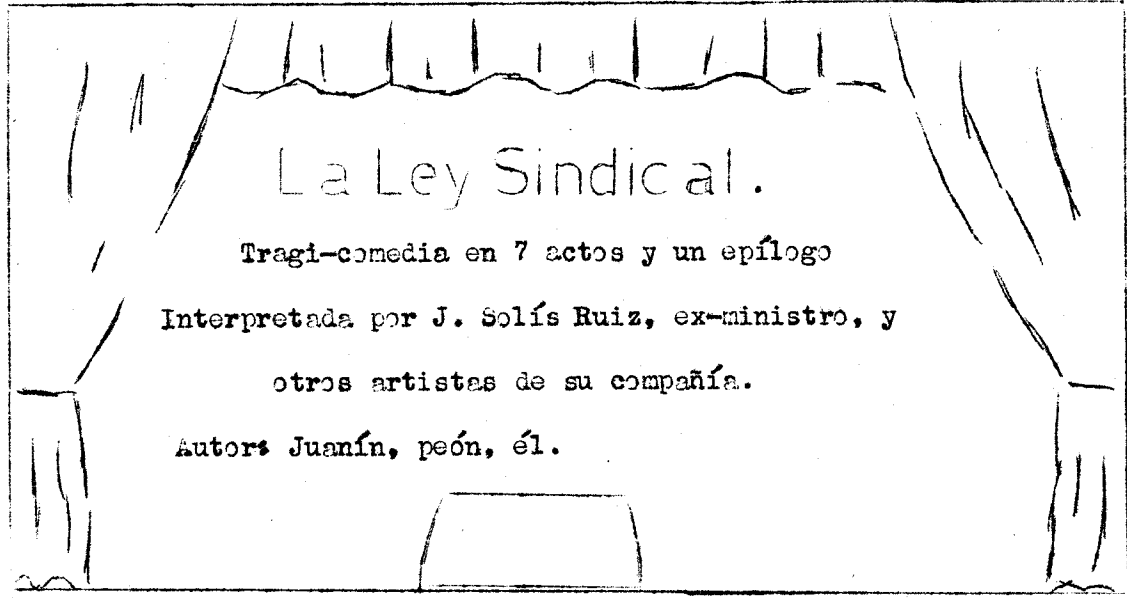 La Ley Sindical.
Tragi-comedia en 7 actos y un epílogo
Interpretada por J. Solís Ruiz, ex-ministro, y
otros artistas de su compañía.
Autor: Juanín, peón, él.